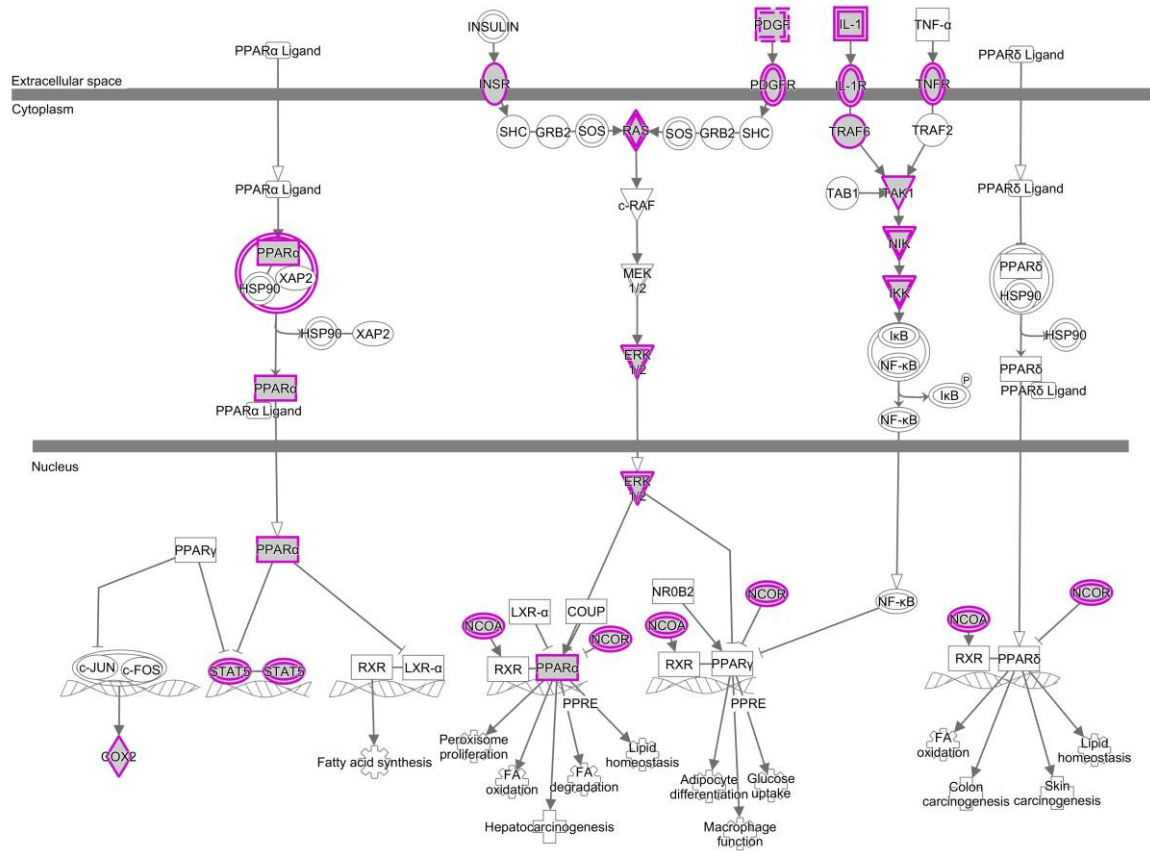 INSULIN
PDGF
IL-1
TNF-α
PPARα Ligand
PPARδ Ligand
Extracellular space
INSR
PDGFR
IL-1R
TNFR
Cytoplasm
SHC
GRB2
SOS
RAS
SOS
GRB2
SHC
TRAF6
TRAF2
PPARα Ligand
c-RAF
TAB1
TAK1
PPARδ Ligand
PPARα
HSP90
XAP2
NIK
MEK
1/2
IKK
PPARδ
HSP90
HSP90
XAP2
IκB
NF-κB
HSP90
ERK
1/2
PPARα
PPARα Ligand
P
IκB
NF-κB
PPARδ
PPARδ Ligand
Nucleus
ERK
1/2
PPARγ
PPARα
NCOA
LXR-α
COUP
NCOR
NR0B2
NCOA
NCOR
NF-κB
NCOA
NCOR
c-JUN
c-FOS
STAT5
STAT5
RXR
LXR-α
RXR
PPARα
RXR
PPARγ
RXR
PPARδ
PPRE
PPRE
COX2
Fatty acid synthesis
Peroxisome
proliferation
FA
oxidation
Hepatocarcinogenesis
FA
degradation
Lipid
homeostasis
Adipocyte
differentiation
Macrophage
function
Glucose
uptake
FA
oxidation
Colon
carcinogenesis
Skin
carcinogenesis
Lipid
homeostasis